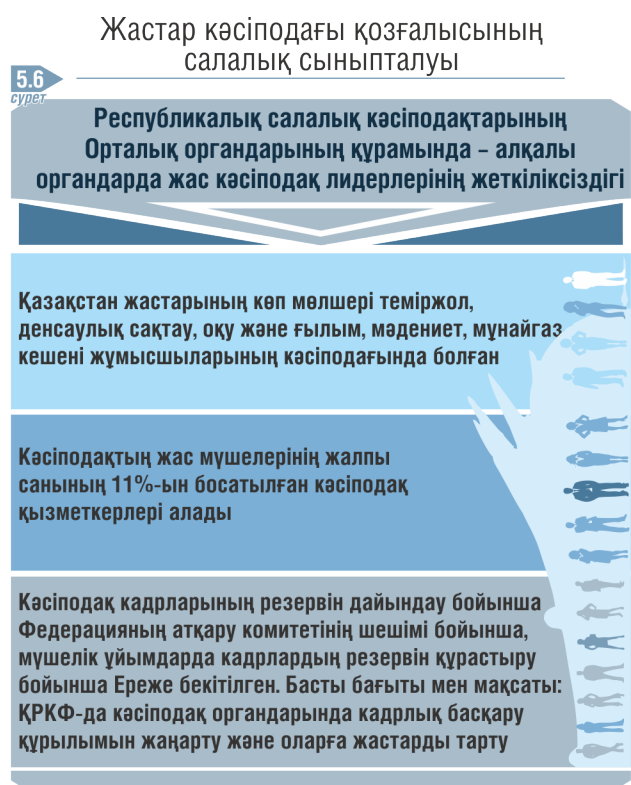 Жастар кәсіподағы қозғалысының
салалық сыныпталуы
5.6
сурет
Республикалық салалық кәсіподақтарының
Орталық органдарының құрамында – алқалы
органдарда жас кәсіподақ лидерлерінің жеткіліксіздігі
Қазақстан жастарының көп мөлшері теміржол,
денсаулық сақтау, оқу және ғылым, мәдениет, мұнайгаз
кешені жұмысшыларының кәсіподағында болған
Кәсіподақтың жас мүшелерінің жалпы
санының 11%-ын босатылған кәсіподақ
қызметкерлері алады
Кәсіподақ кадрларының резервін дайындау бойынша
Федерацияның атқару комитетінің шешімі бойынша,
мүшелік ұйымдарда кадрлардың резервін құрастыру
бойынша Ереже бекітілген. Басты бағыты мен мақсаты:
ҚРКФ-да кәсіподақ органдарында кадрлық басқару
құрылымын жаңарту және оларға жастарды тарту